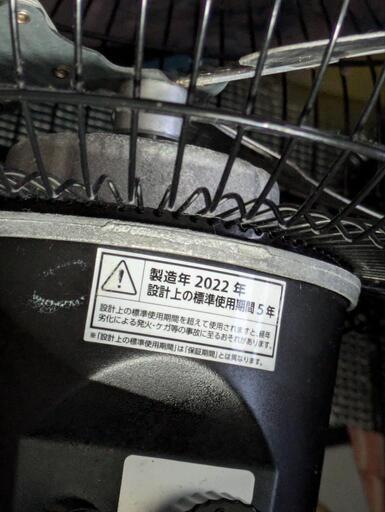 製造年 2022 年
設計上の標準使用期間 5 年
設計上の標準使用期間を超えて使用されますと、経年
劣化による発火・ケガ等の事故に至るおそれがあります。
※「設計上の標準使用期間」は「保証期間」とは異なります。